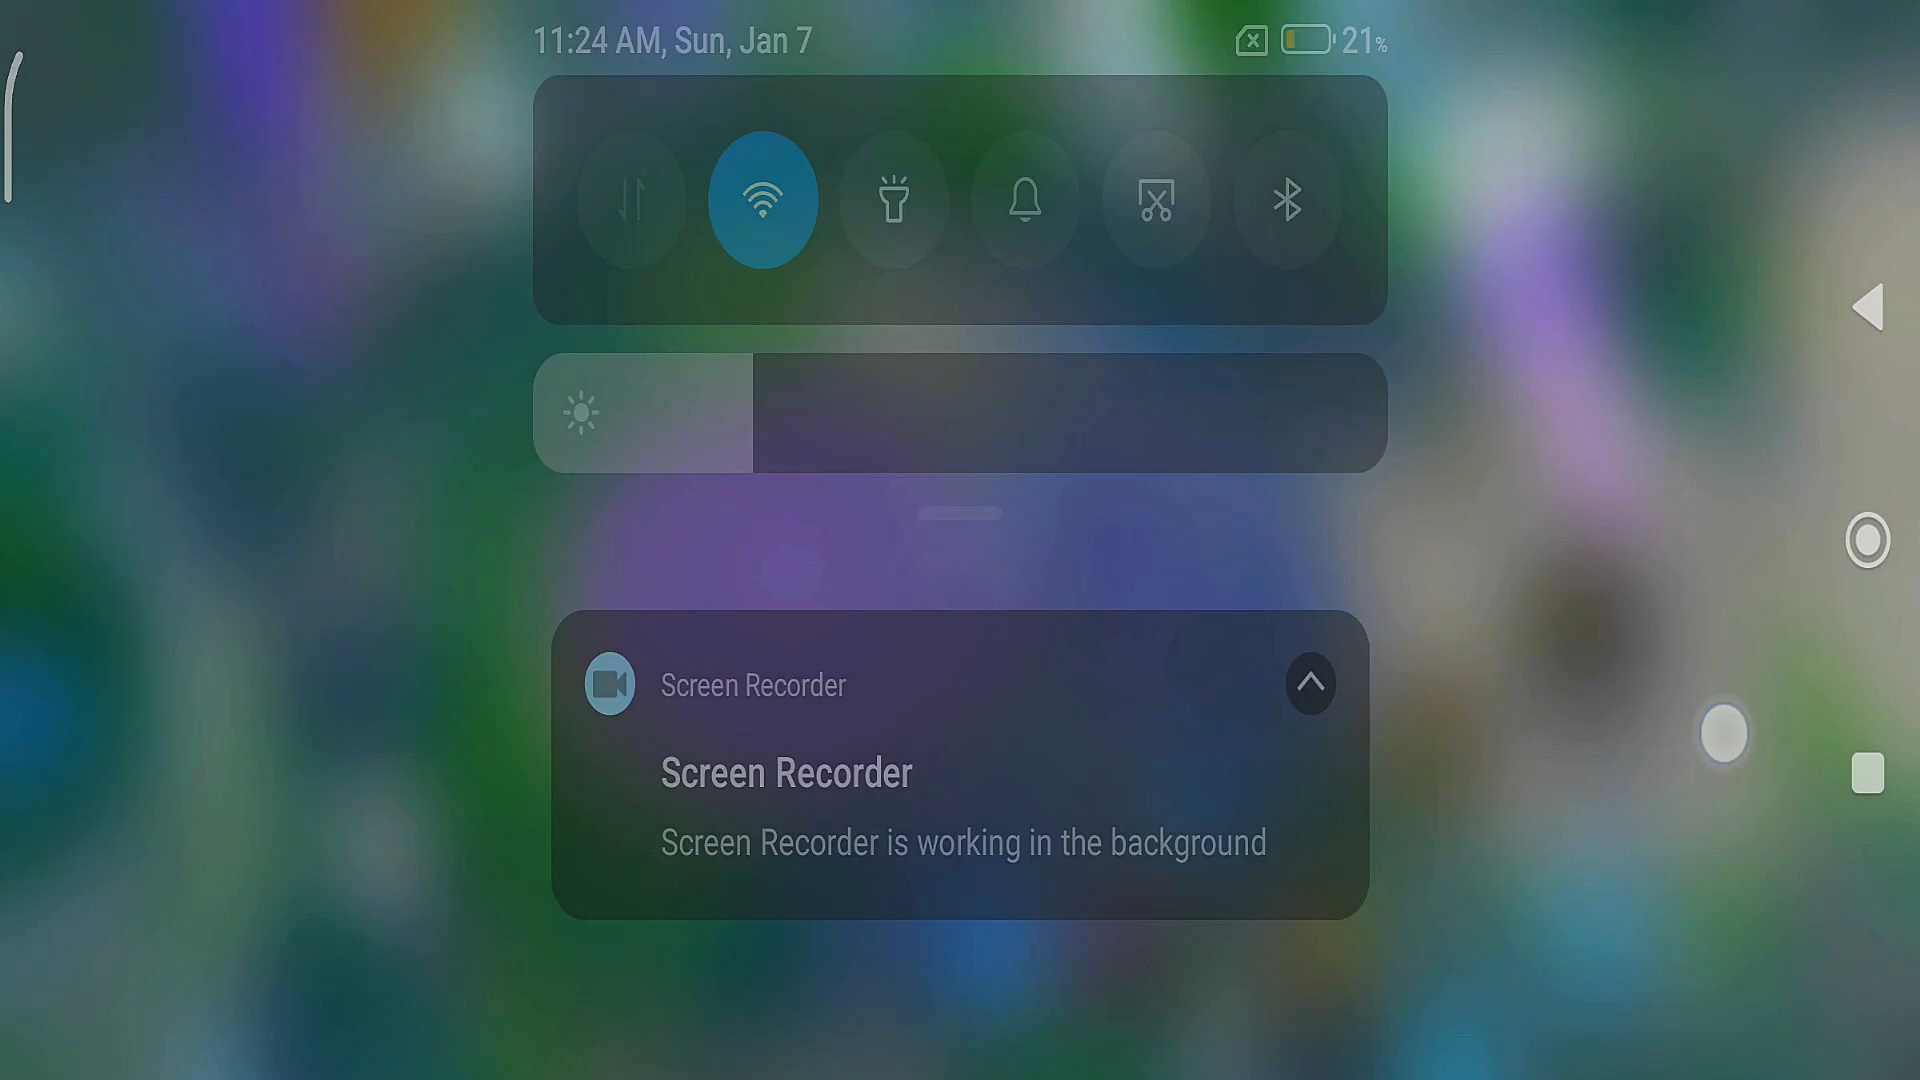 11:24 AM, Sun, Jan 7
21%
Screen Recorder
Screen Recorder
Screen Recorder is working in the background